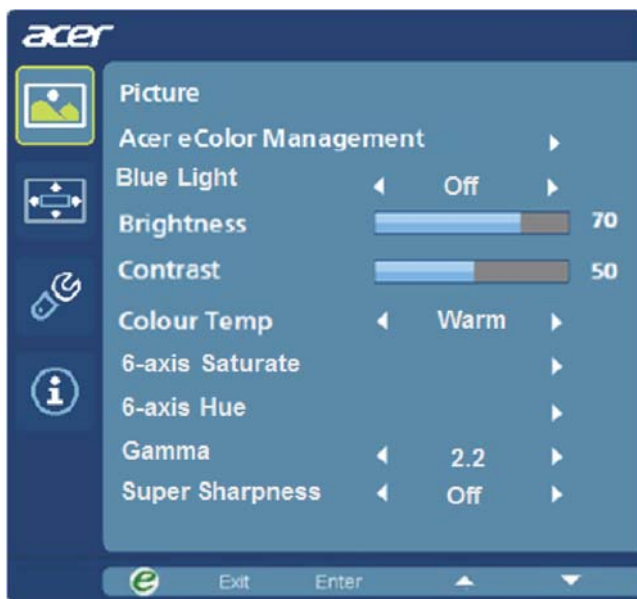 acer
Picture
Acer eColor Management
Blue Light Off
Brightness 70
Contrast 50
Colour Temp Warm
6-axis Saturate
6-axis Hue
Gamma 2.2
Super Sharpness Off
e Exit Enter